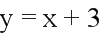 y = x + 3